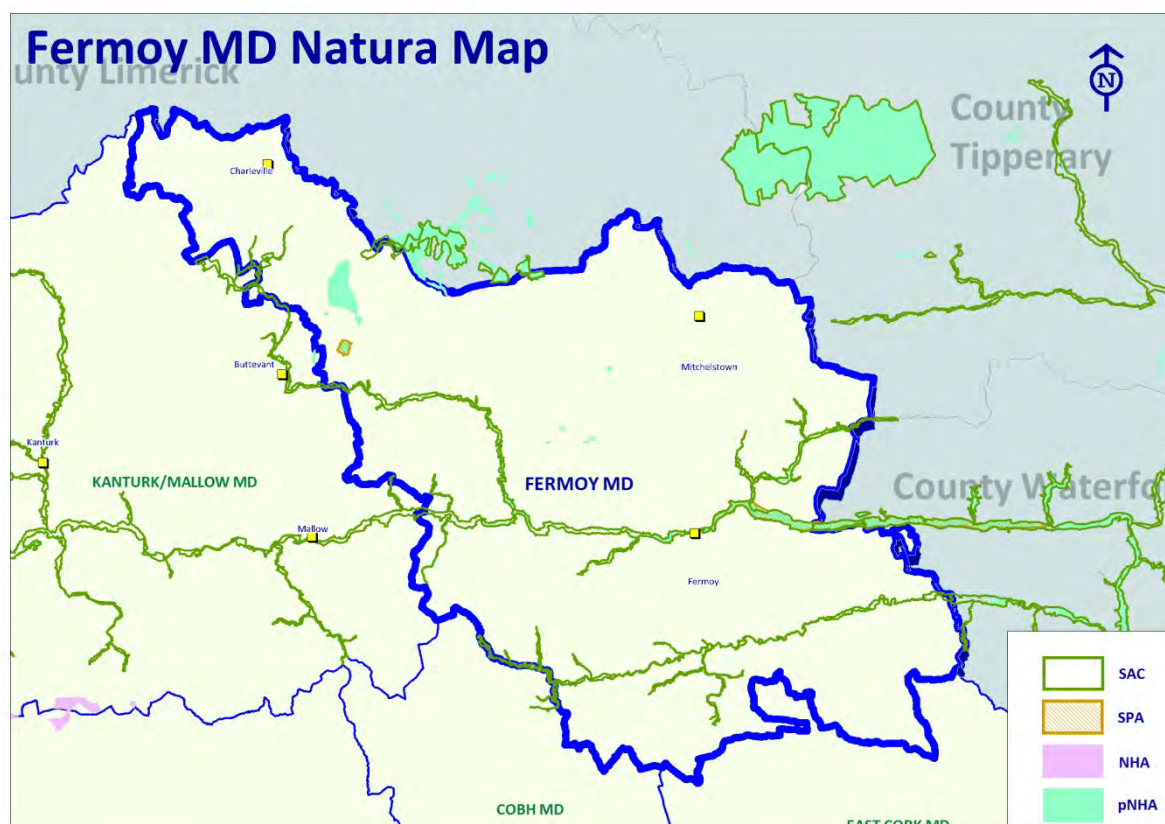 Fermoy MD Natura Map
unty Limerick
N
County
Tipperary
Charleville
Buttevant
Mitchelstown
Kanturk
KANTURK/MALLOW MD
FERMOY MD
County Waterfo
Mallow
Fermoy
SAC
SPA
NHA
pNHA
COBH MD
EAST CORK MD